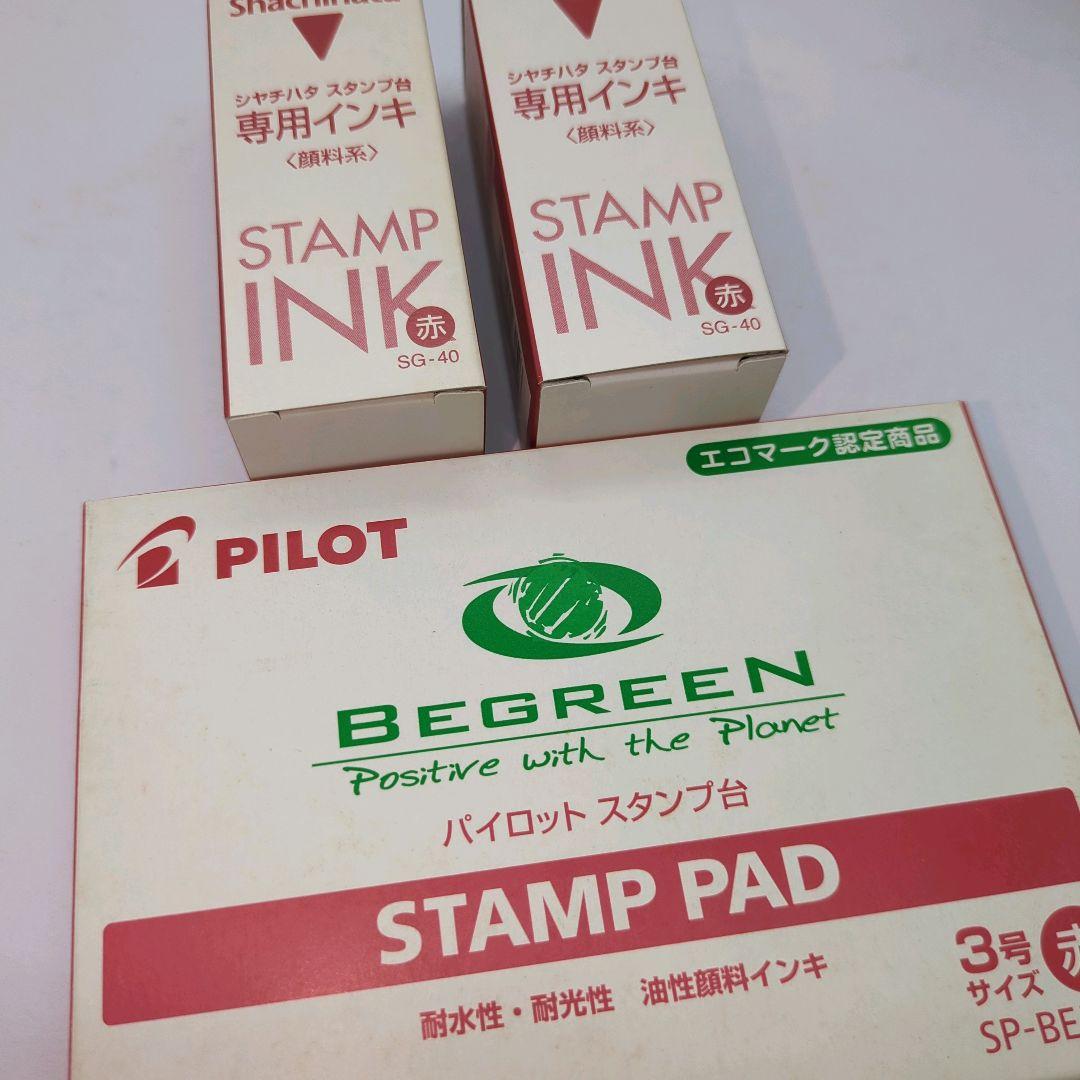 Shachihata
シヤチハタ スタンプ台
専用インキ
〈顔料系〉
STAMP
INK
赤
SG-40
シヤチハタ スタンプ台
専用インキ
〈顔料系〉
STAMP
INK
赤
SG-40
エコマーク認定商品
PILOT
BEGREEN
Positive with the Planet
パイロット スタンプ台
STAMP PAD
耐水性・耐光性 油性顔料インキ
3号
サイズ
赤
SP-BE